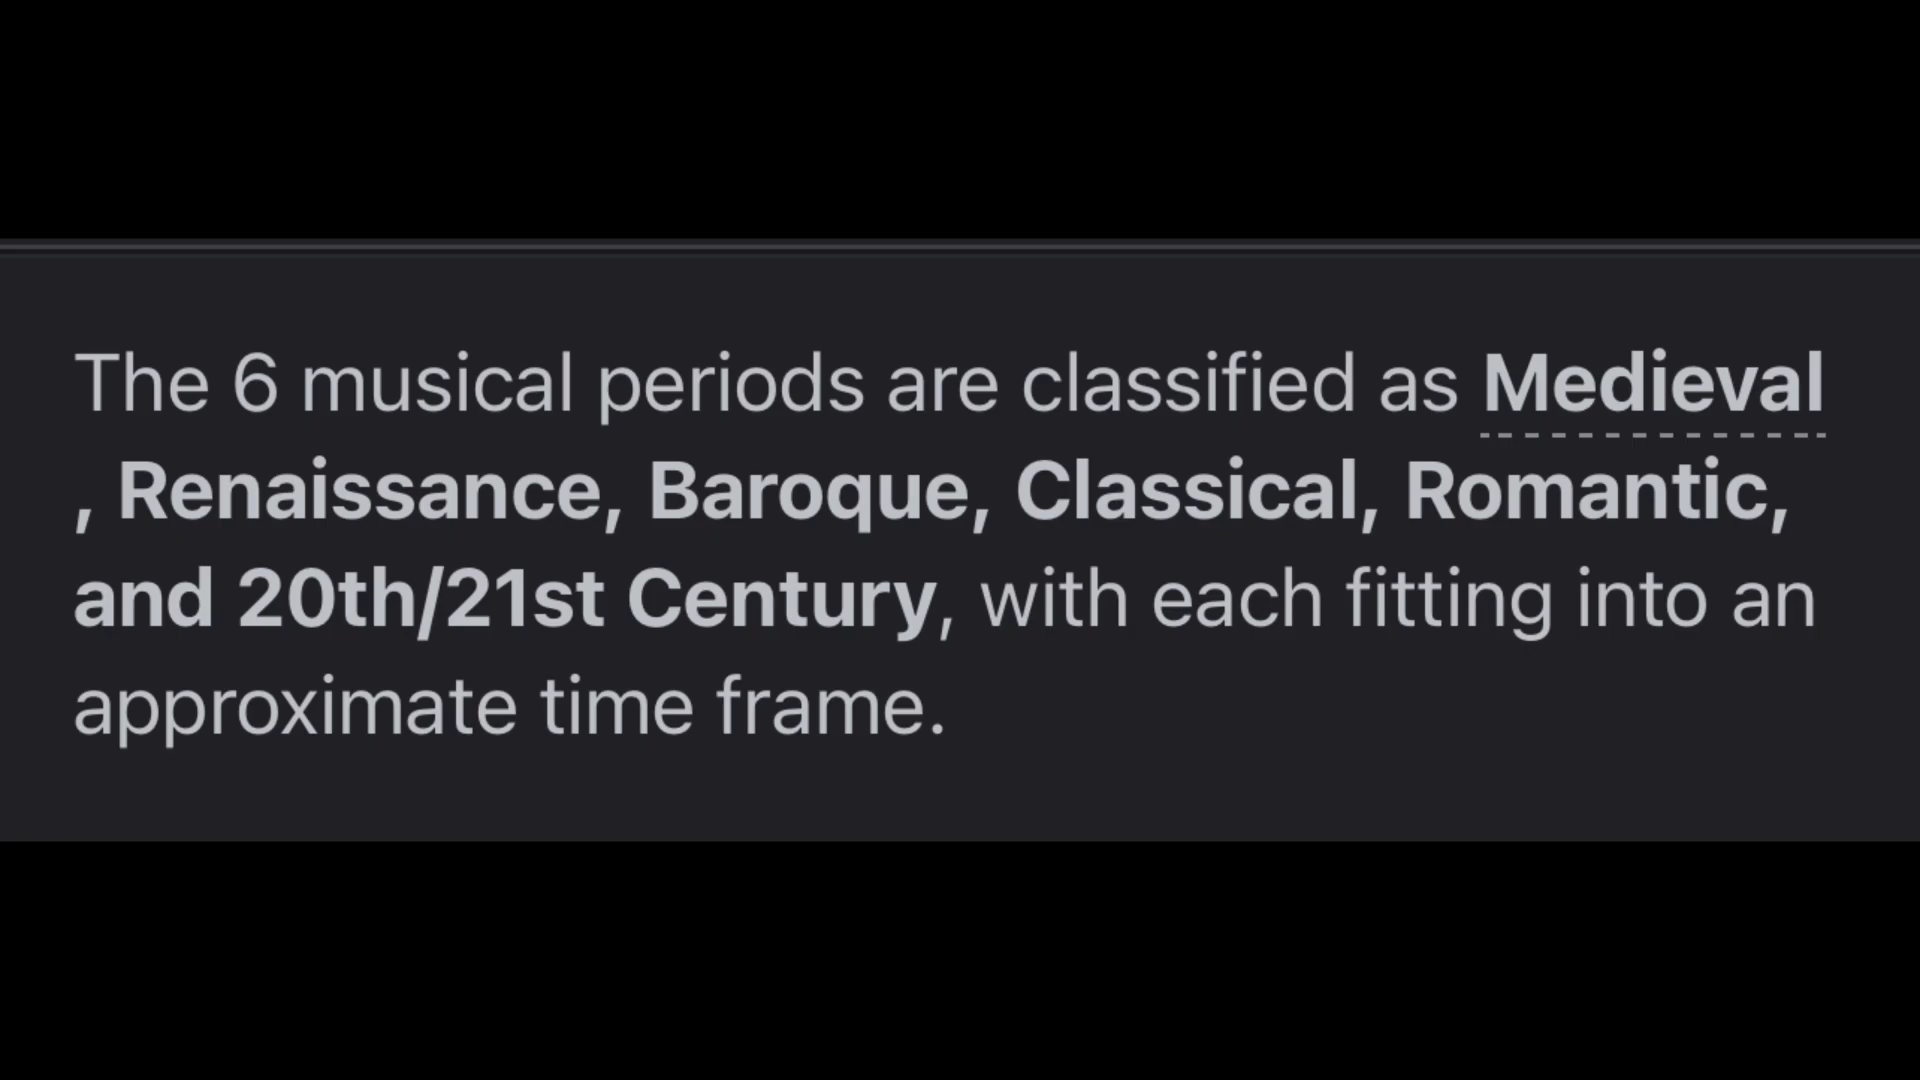 The 6 musical periods are classified as Medieval
, Renaissance, Baroque, Classical, Romantic,
and 20th/21st Century, with each fitting into an
approximate time frame.